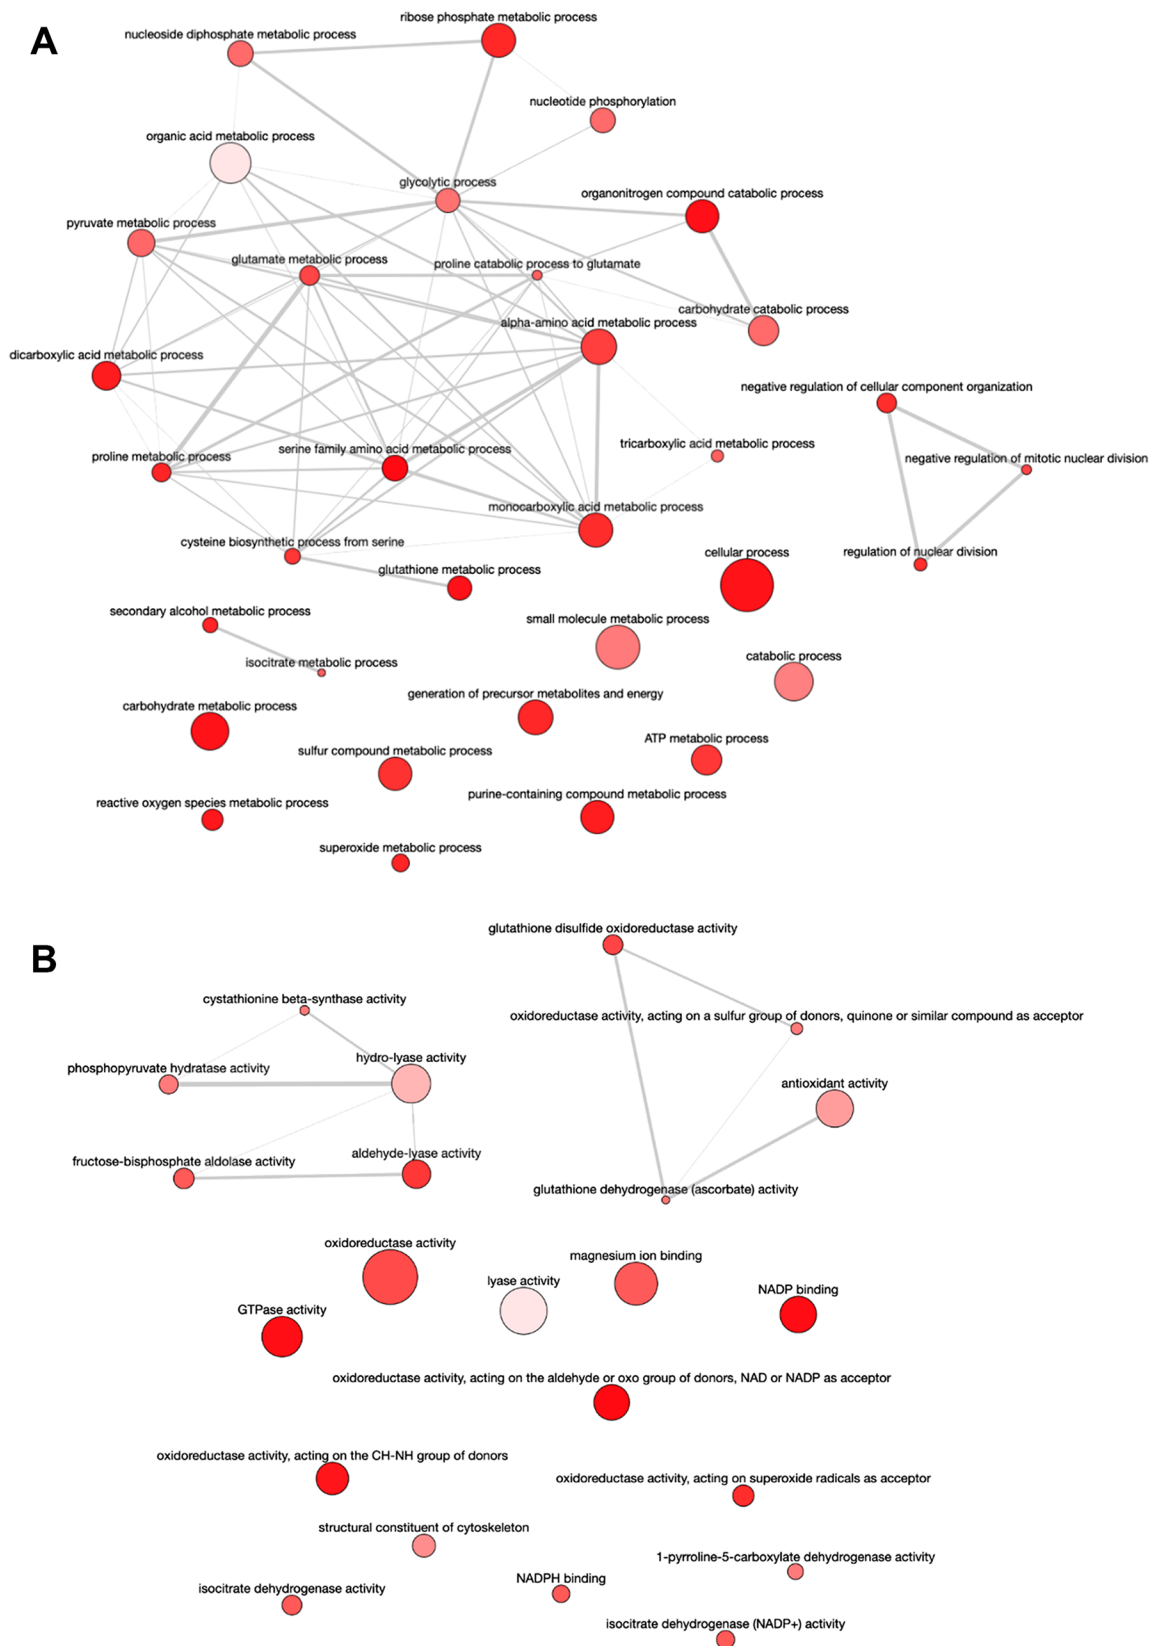 A
ribose phosphate metabolic process
nucleoside diphosphate metabolic process
nucleotide phosphorylation
organic acid metabolic process
glycolytic process
organonitrogen compound catabolic process
pyruvate metabolic process
glutamate metabolic process
proline catabolic process to glutamate
carbohydrate catabolic process
alpha-amino acid metabolic process
dicarboxylic acid metabolic process
negative regulation of cellular component organization
tricarboxylic acid metabolic process
serine family amino acid metabolic process
proline metabolic process
negative regulation of mitotic nuclear division
monocarboxylic acid metabolic process
cysteine biosynthetic process from serine
regulation of nuclear division
cellular process
glutathione metabolic process
secondary alcohol metabolic process
small molecule metabolic process
catabolic process
isocitrate metabolic process
generation of precursor metabolites and energy
carbohydrate metabolic process
ATP metabolic process
sulfur compound metabolic process
purine-containing compound metabolic process
reactive oxygen species metabolic process
superoxide metabolic process
B
glutathione disulfide oxidoreductase activity
cystathionine beta-synthase activity
oxidoreductase activity, acting on a sulfur group of donors, quinone or similar compound as acceptor
hydro-lyase activity
phosphopyruvate hydratase activity
antioxidant activity
aldehyde-lyase activity
fructose-bisphosphate aldolase activity
glutathione dehydrogenase (ascorbate) activity
oxidoreductase activity
magnesium ion binding
lyase activity
NADP binding
GTPase activity
oxidoreductase activity, acting on the aldehyde or oxo group of donors, NAD or NADP as acceptor
oxidoreductase activity, acting on the CH-NH group of donors
oxidoreductase activity, acting on superoxide radicals as acceptor
structural constituent of cytoskeleton
1-pyrroline-5-carboxylate dehydrogenase activity
NADPH binding
isocitrate dehydrogenase activity
isocitrate dehydrogenase (NADP+) activity